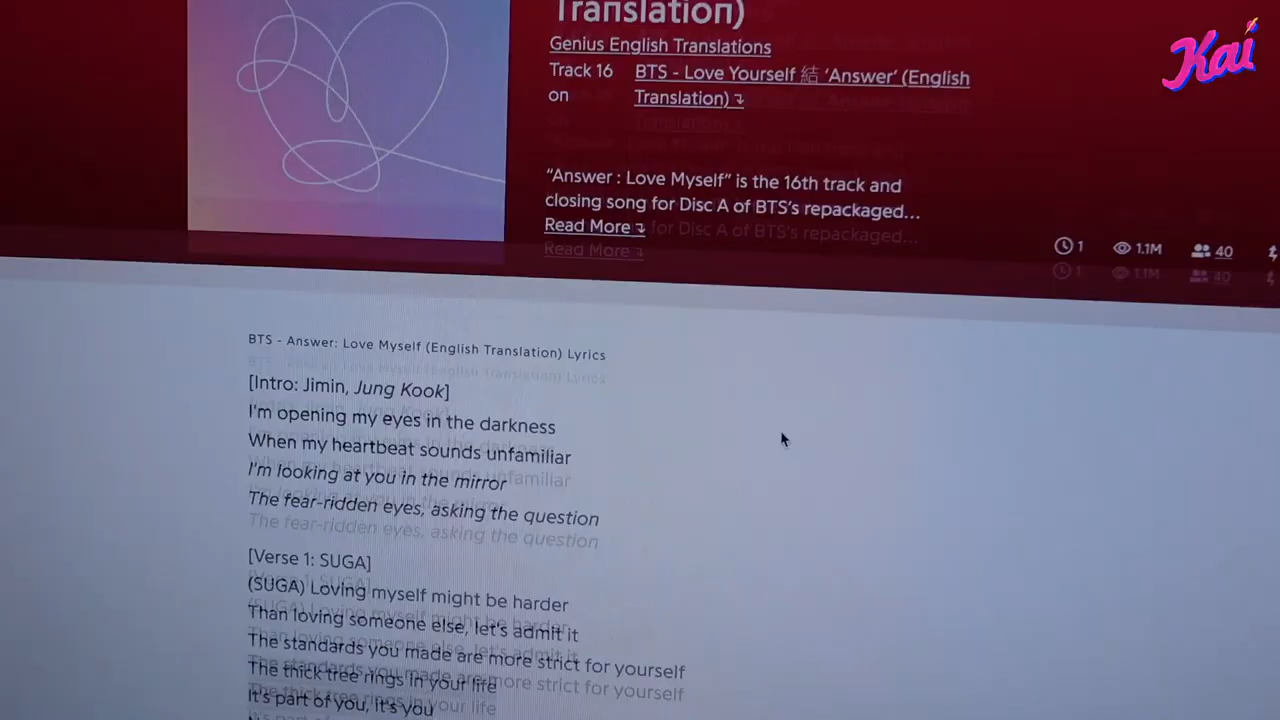 Translation)
Genius English Translations
Track 16
on
BTS - Love Yourself 結 'Answer' (English
Translation)
"Answer : Love Myself" is the 16th track and
closing song for Disc A of BTS's repackaged...
Read More
1 1.1M 40
BTS - Answer: Love Myself (English Translation) Lyrics
[Intro: Jimin, Jung Kook]
I'm opening my eyes in the darkness
When my heartbeat sounds unfamiliar
I'm looking at you in the mirror
The fear-ridden eyes, asking the question
[Verse 1: SUGA]
(SUGA) Loving myself might be harder
Than loving someone else, let's admit it
The standards you made are more strict for yourself
The thick tree rings in your life
It's part of you, it's you
Kai